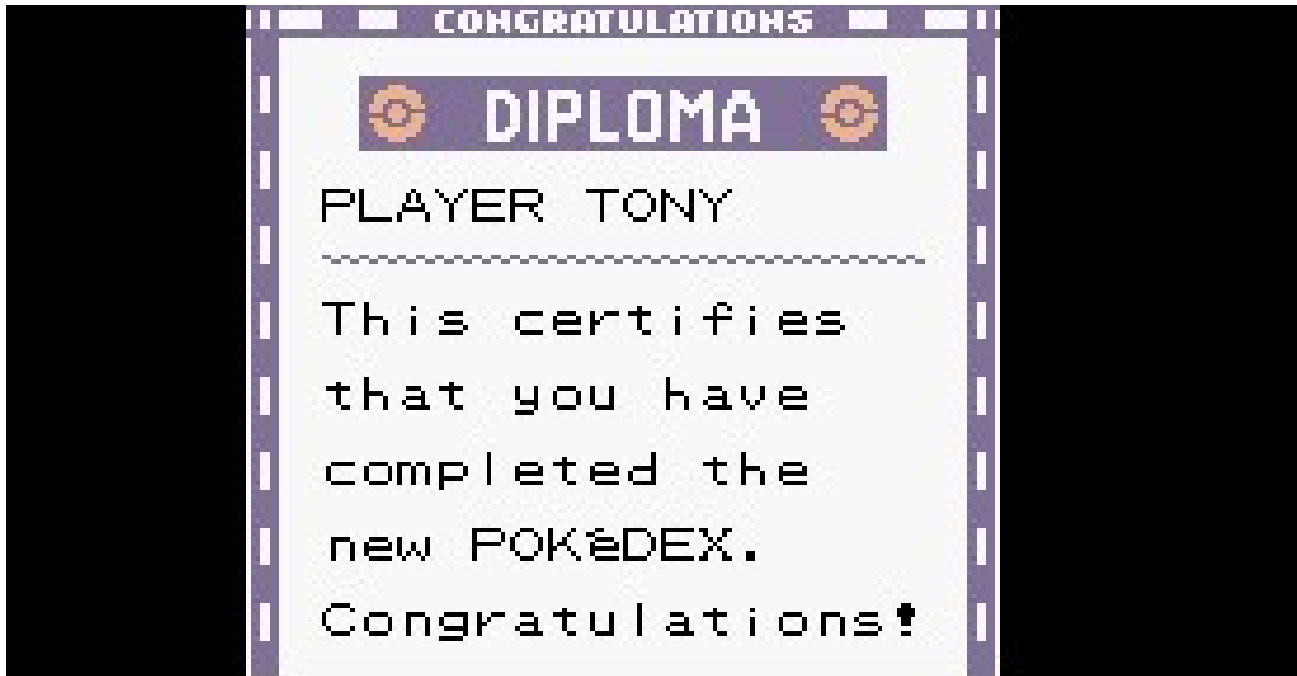 CONGRATULATIONS
DIPLOMA
PLAYER TONY
This certifies
that you have
completed the
new POKéDEX.
Congratulations!